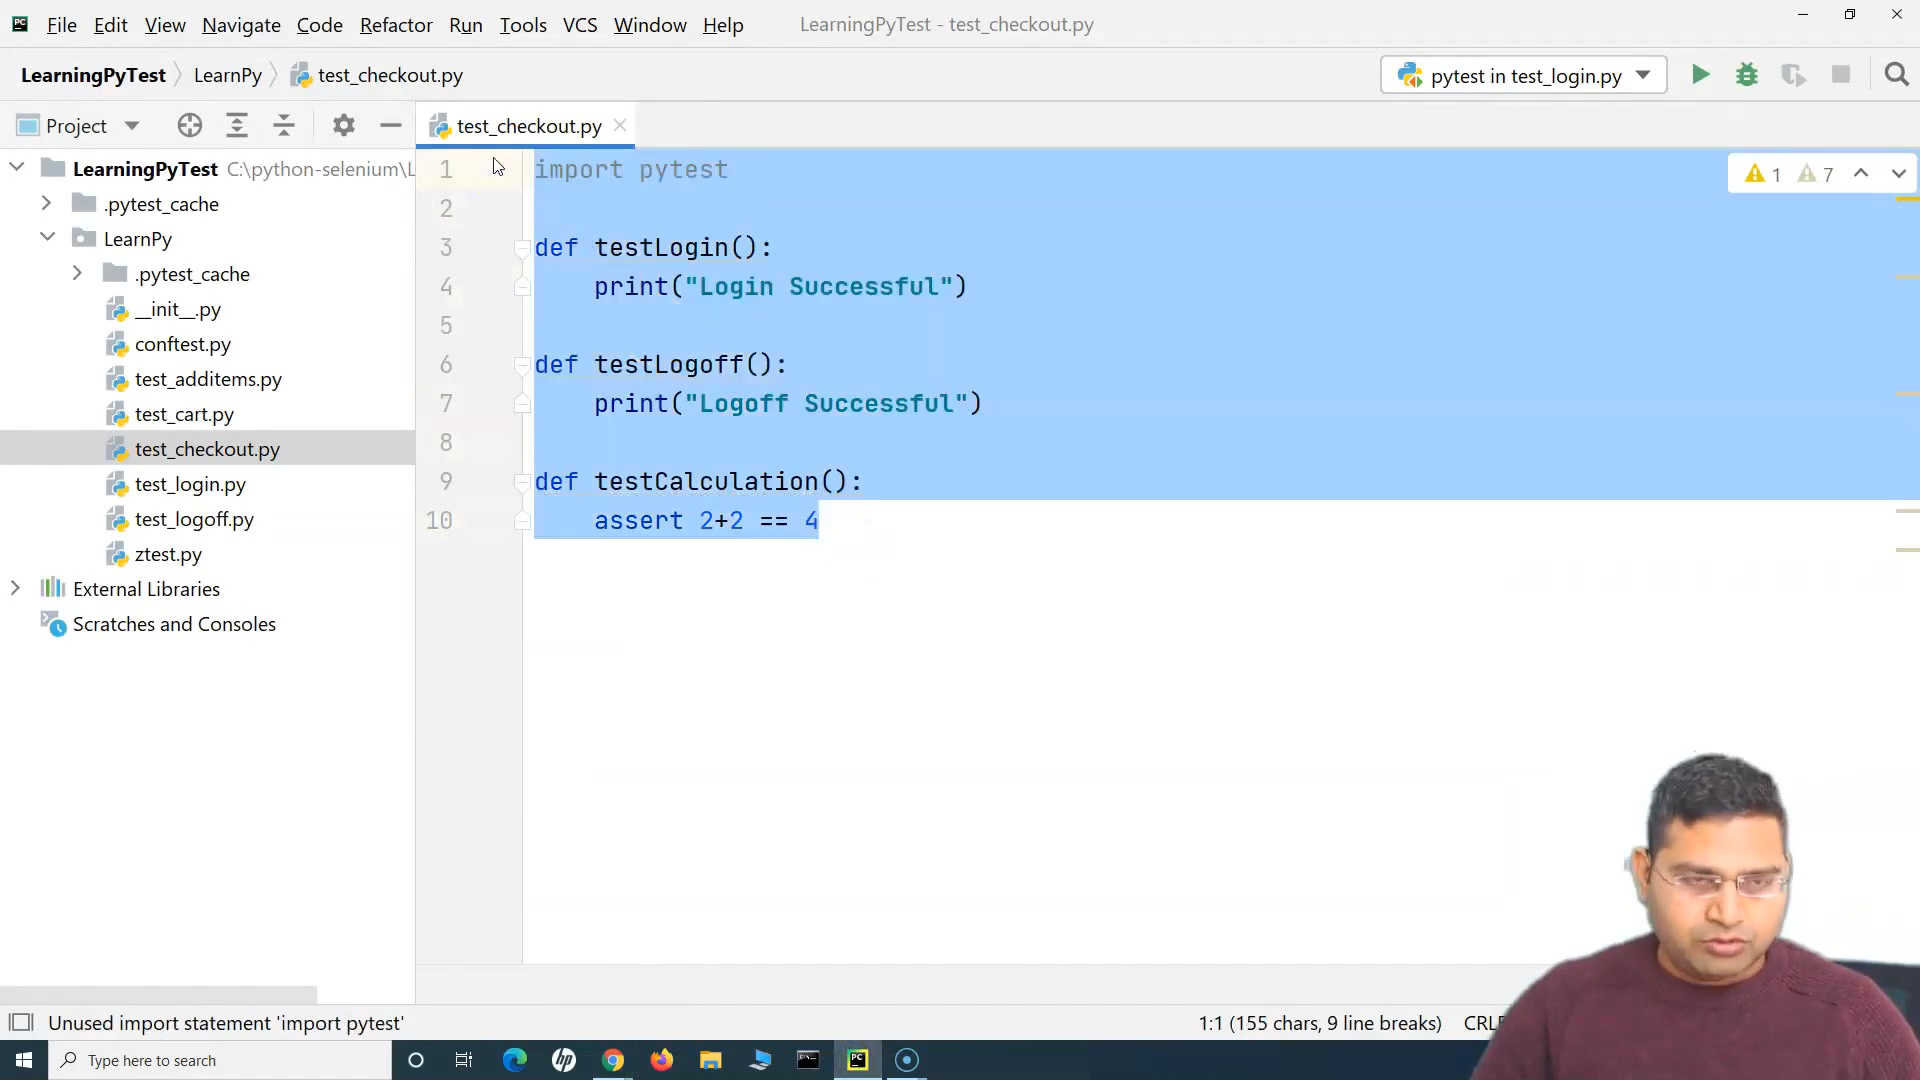 File Edit View Navigate Code Refactor Run Tools VCS Window Help LearningPyTest - test_checkout.py
LearningPyTest LearnPy test_checkout.py pytest in test_login.py
Project test_checkout.py
LearningPyTest C:\python-selenium\L
.pytest_cache
LearnPy
.pytest_cache
__init__.py
conftest.py
test_additems.py
test_cart.py
test_checkout.py
test_login.py
test_logoff.py
ztest.py
External Libraries
Scratches and Consoles
1 import pytest
2
3 def testLogin():
4 print("Login Successful")
5
6 def testLogoff():
7 print("Logoff Successful")
8
9 def testCalculation():
10 assert 2+2 == 4
1 7
Unused import statement 'import pytest' 1:1 (155 chars, 9 line breaks)
Type here to search
hp
PC